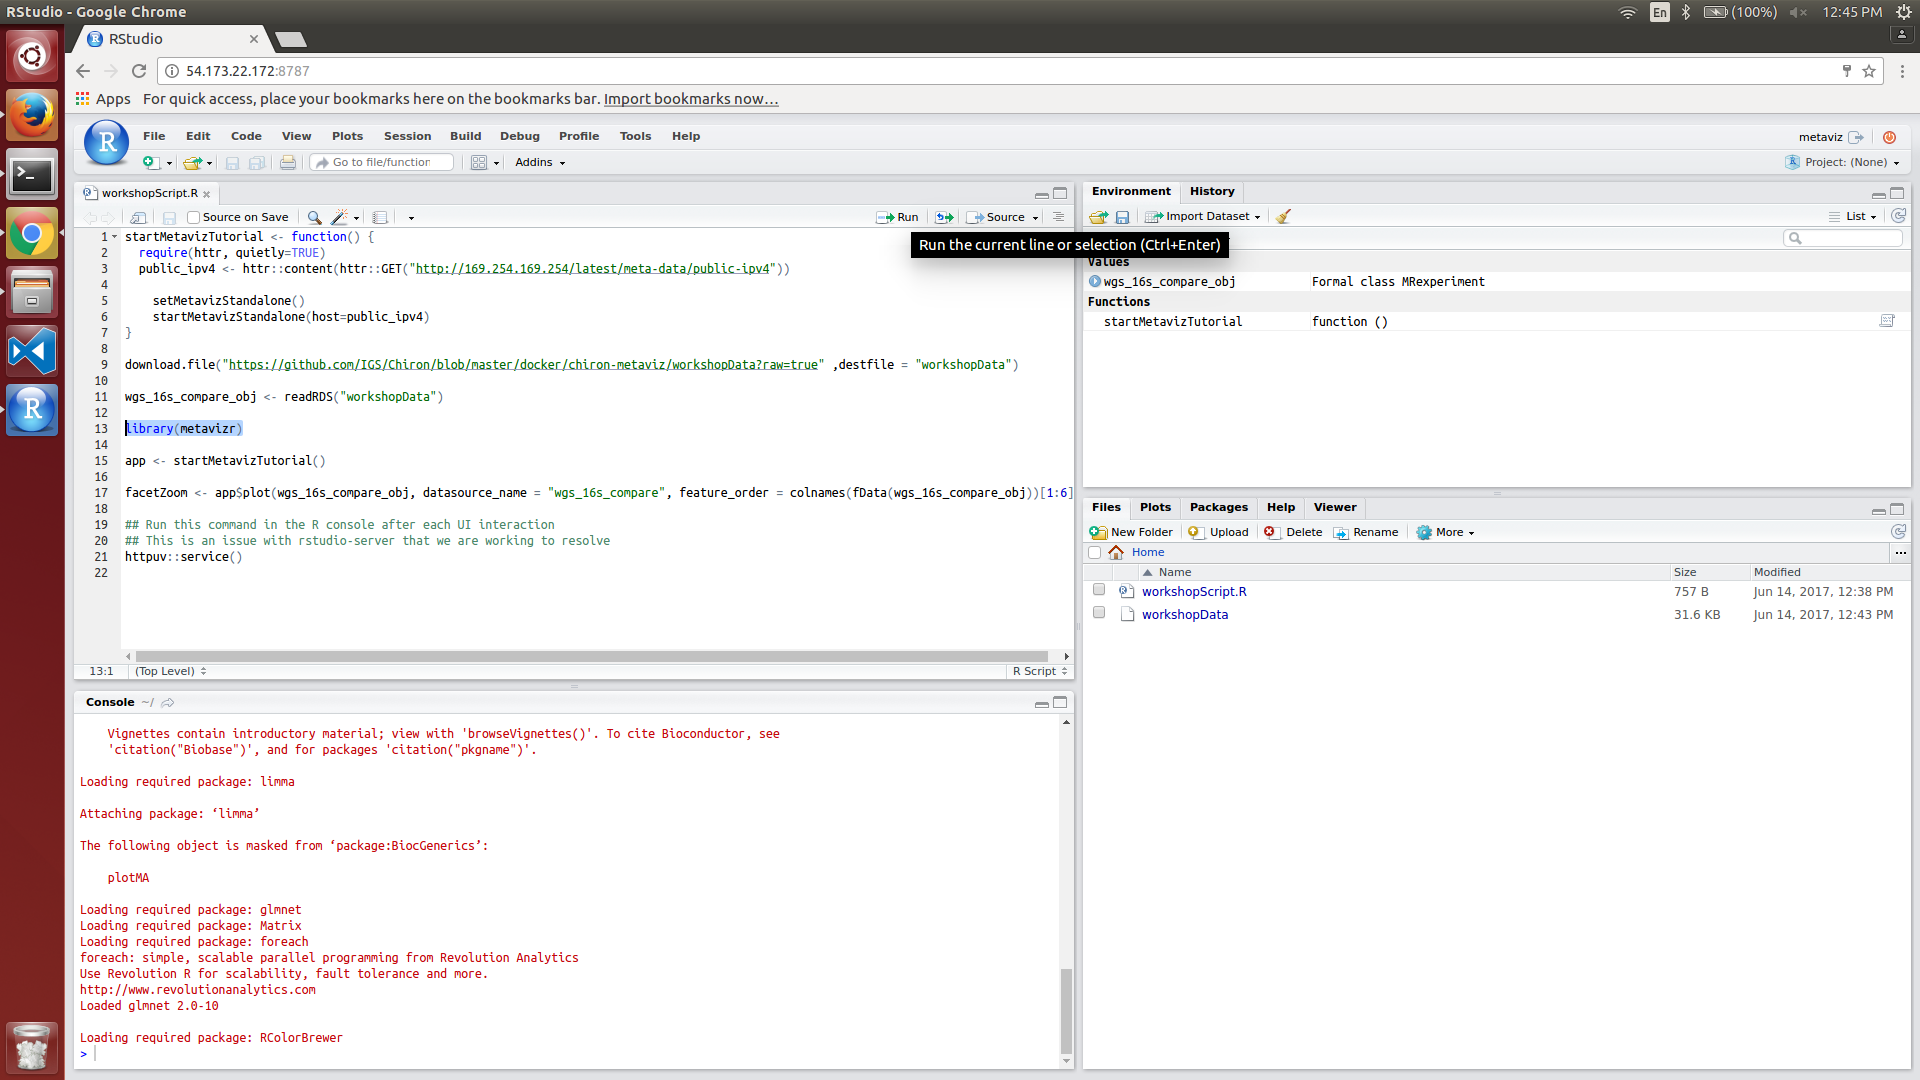 RStudio - Google Chrome
En
(100%)
12:45 PM
RStudio
54.173.22.172:8787
Apps
For quick access, place your bookmarks here on the bookmarks bar. Import bookmarks now…
R
File Edit Code View Plots Session Build Debug Profile Tools Help
metaviz
Go to file/function
Addins
Project: (None)
workshopScript.R
Source on Save
Run
Source
Run the current line or selection (Ctrl+Enter)
1 startMetavizTutorial <- function() {
2 require(httr, quietly=TRUE)
3 public_ipv4 <- httr::content(httr::GET("http://169.254.169.254/latest/meta-data/public-ipv4"))
4
5 setMetavizStandalone()
6 startMetavizStandalone(host=public_ipv4)
7 }
8
9 download.file("https://github.com/IGS/Chiron/blob/master/docker/chiron-metaviz/workshopData?raw=true" ,destfile = "workshopData")
10
11 wgs_16s_compare_obj <- readRDS("workshopData")
12
13 library(metavizr)
14
15 app <- startMetavizTutorial()
16
17 facetZoom <- app$plot(wgs_16s_compare_obj, datasource_name = "wgs_16s_compare", feature_order = colnames(fData(wgs_16s_compare_obj))[1:6]
18
19 ## Run this command in the R console after each UI interaction
20 ## This is an issue with rstudio-server that we are working to resolve
21 httpuv::service()
22
13:1
(Top Level)
R Script
Console ~/
Vignettes contain introductory material; view with 'browseVignettes()'. To cite Bioconductor, see
'citation("Biobase")', and for packages 'citation("pkgname")'.
Loading required package: limma
Attaching package: ‘limma’
The following object is masked from ‘package:BiocGenerics’:
plotMA
Loading required package: glmnet
Loading required package: Matrix
Loading required package: foreach
foreach: simple, scalable parallel programming from Revolution Analytics
Use Revolution R for scalability, fault tolerance and more.
http://www.revolutionanalytics.com
Loaded glmnet 2.0-10
Loading required package: RColorBrewer
>
Environment History
Import Dataset
List
Values
wgs_16s_compare_obj Formal class MRexperiment
Functions
startMetavizTutorial function ()
Files Plots Packages Help Viewer
New Folder Upload Delete Rename More
Home
...
Name Size Modified
workshopScript.R 757 B Jun 14, 2017, 12:38 PM
workshopData 31.6 KB Jun 14, 2017, 12:43 PM